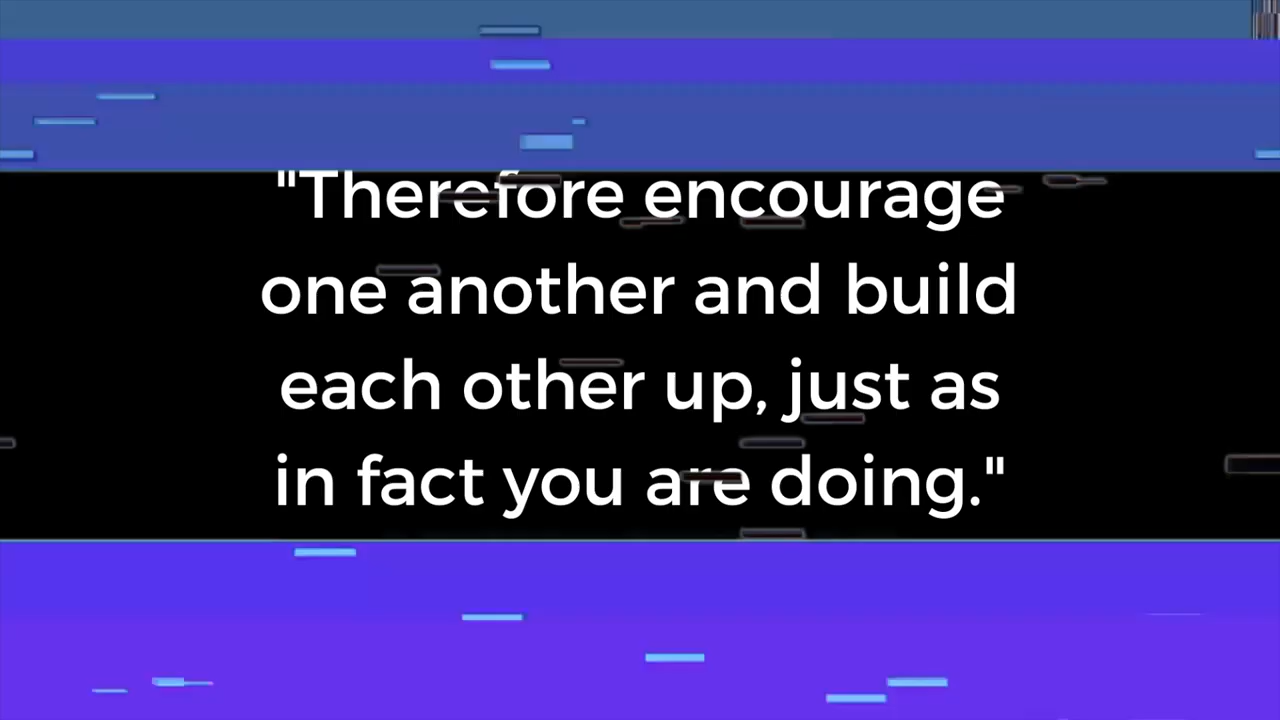 "Therefore encourage
one another and build
each other up, just as
in fact you are doing."